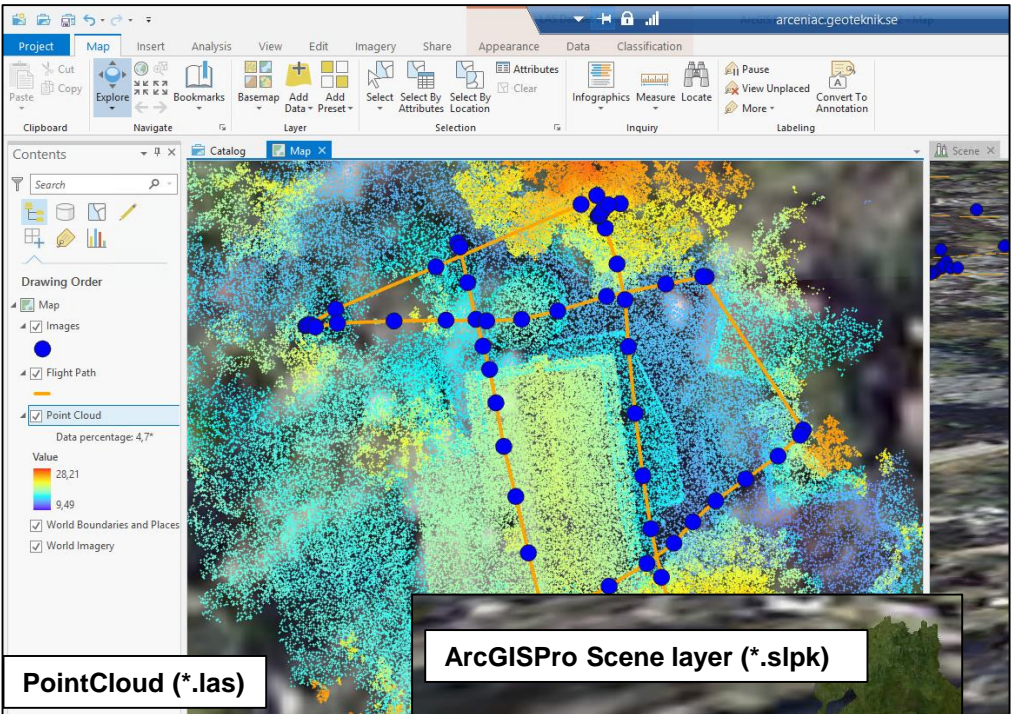 arceniac.geoteknik.se
Project Map Insert Analysis View Edit Imagery Share Appearance Data Classification
Cut
Copy
Paste
Explore
Bookmarks
Basemap
Add Data
Add Preset
Select
Select By Attributes
Select By Location
Attributes
Clear
Infographics
Measure
Locate
Pause
View Unplaced
More
Convert To Annotation
Clipboard Navigate Layer Selection Inquiry Labeling
Contents
Catalog
Map
Scene
Search
Drawing Order
Map
Images
Flight Path
Point Cloud
Data percentage: 4,7*
Value
28,21
9,49
World Boundaries and Places
World Imagery
PointCloud (*.las)
ArcGISPro Scene layer (*.slpk)